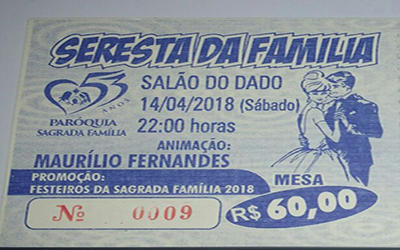 SERESTA DA FAMILIA
53
ANOS
PARÓQUIA
SAGRADA FAMÍLIA
SALÃO DO DADO
14/04/2018 (Sábado)
22:00 horas
ANIMAÇÃO:
MAURÍLIO FERNANDES
PROMOÇÃO:
FESTEIROS DA SAGRADA FAMÍLIA 2018
MESA
R$ 60,00
Nº 0009